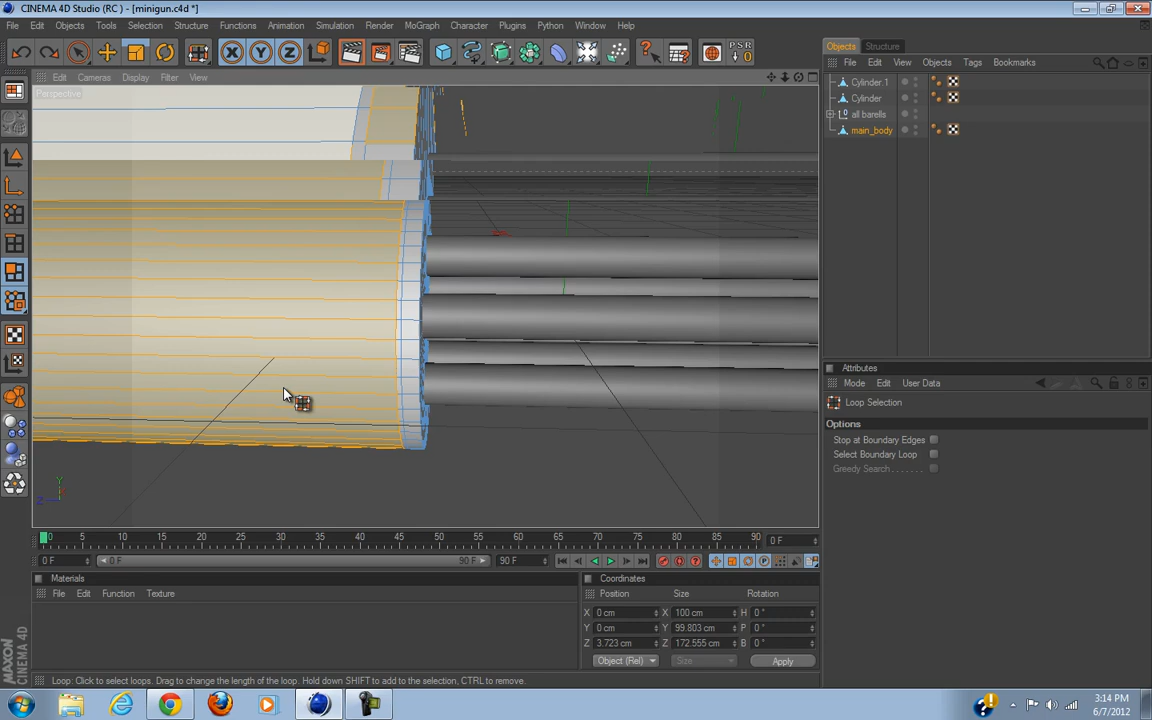 CINEMA 4D Studio (RC ) - [minigun.c4d *]
File Edit Objects Tools Selection Structure Functions Animation Simulation Render MoGraph Character Plugins Python Window Help
X Y Z PSR 0
Edit Cameras Display Filter View
Perspective
Objects Structure
File Edit View Objects Tags Bookmarks
Cylinder.1
Cylinder
all barells
main_body
Attributes
Mode Edit User Data
Loop Selection
Options
Stop at Boundary Edges
Select Boundary Loop
Greedy Search . . . . . . .
Y
Z
0 5 10 15 20 25 30 35 40 45 50 55 60 65 70 75 80 85 90 0 F
0 F 0 F 90 F 90 F
Materials
File Edit Function Texture
Coordinates
Position Size Rotation
X 0 cm X 100 cm H 0 °
Y 0 cm Y 99.803 cm P 0 °
Z 3.723 cm Z 172.555 cm B 0 °
Object (Rel) Size Apply
MAXON CINEMA 4D
Loop: Click to select loops. Drag to change the length of the loop. Hold down SHIFT to add to the selection, CTRL to remove.
3:14 PM
6/7/2012